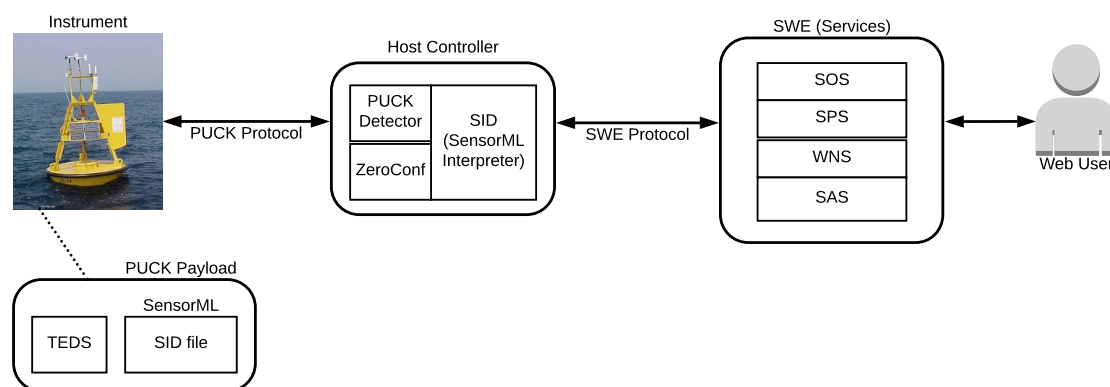 Instrument
Host Controller
SWE (Services)
PUCK
Detector
ZeroConf
SID
(SensorML
Interpreter)
PUCK Protocol
SWE Protocol
SOS
SPS
WNS
SAS
Web User
PUCK Payload
SensorML
TEDS
SID file